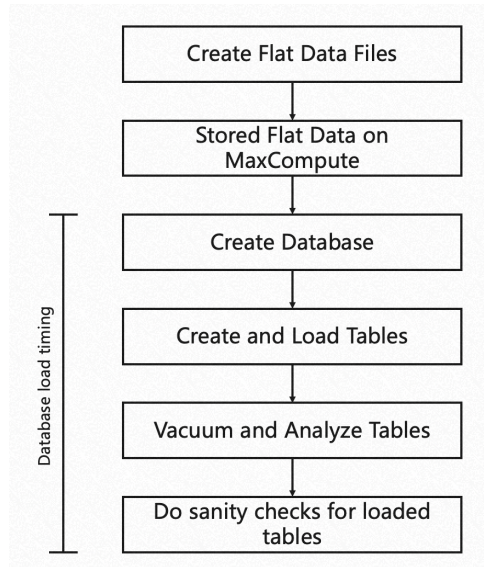 Create Flat Data Files
Stored Flat Data on
MaxCompute
Create Database
Create and Load Tables
Vacuum and Analyze Tables
Do sanity checks for loaded
tables
Database load timing